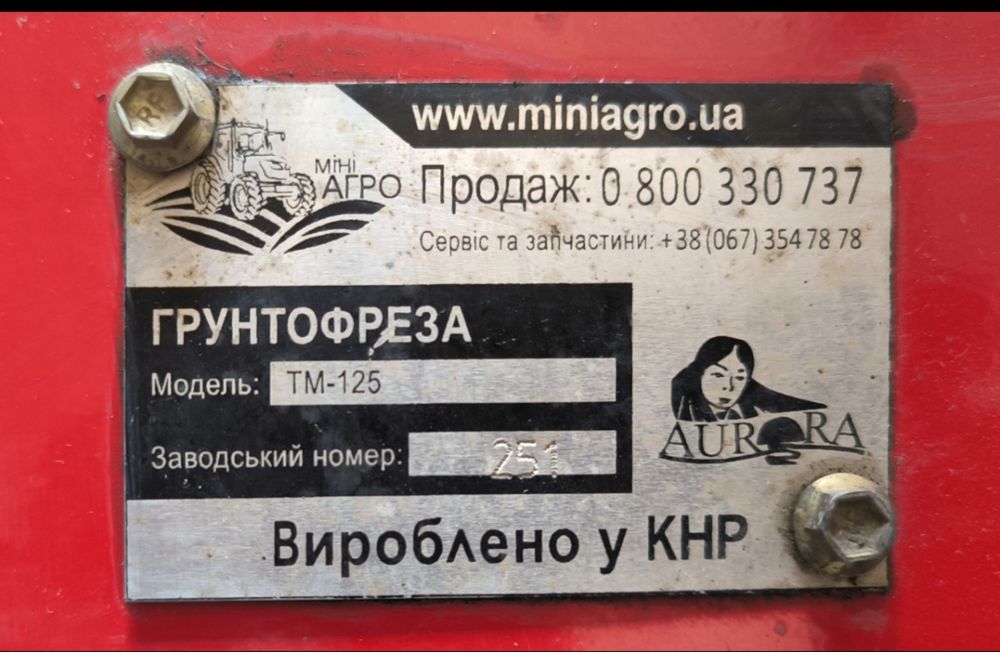 www.miniagro.ua
МІНІ
АГРО
Продаж: 0 800 330 737
Сервіс та запчастини: +38 (067) 354 78 78
ГРУНТОФРЕЗА
Модель: ТМ-125
Заводський номер: 251
AURORA
Вироблено у КНР